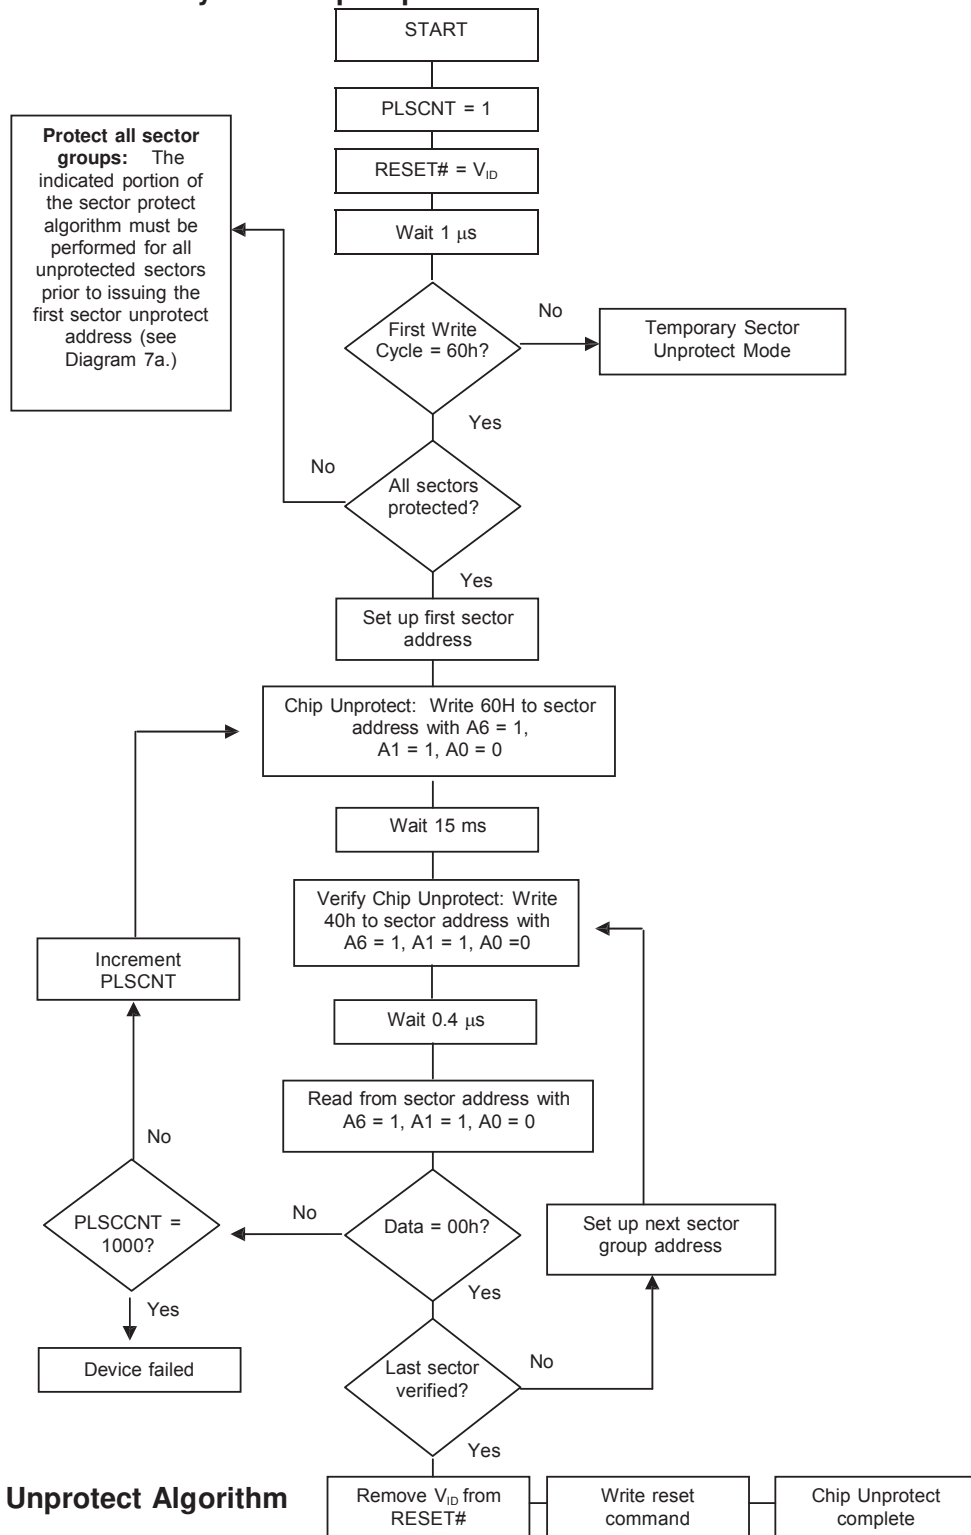 START
PLSCNT = 1
RESET# = VID
Wait 1 μs
Protect all sector
groups: The
indicated portion of
the sector protect
algorithm must be
performed for all
unprotected sectors
prior to issuing the
first sector unprotect
address (see
Diagram 7a.)
First Write
Cycle = 60h?
No
Temporary Sector
Unprotect Mode
Yes
No
All sectors
protected?
Yes
Set up first sector
address
Chip Unprotect: Write 60H to sector
address with A6 = 1,
A1 = 1, A0 = 0
Wait 15 ms
Verify Chip Unprotect: Write
40h to sector address with
A6 = 1, A1 = 1, A0 =0
Increment
PLSCNT
Wait 0.4 μs
Read from sector address with
A6 = 1, A1 = 1, A0 = 0
No
PLSCCNT =
1000?
No
Data = 00h?
Set up next sector
group address
Yes
Yes
Device failed
Last sector
verified?
No
Yes
Unprotect Algorithm
Remove VID from
RESET#
Write reset
command
Chip Unprotect
complete